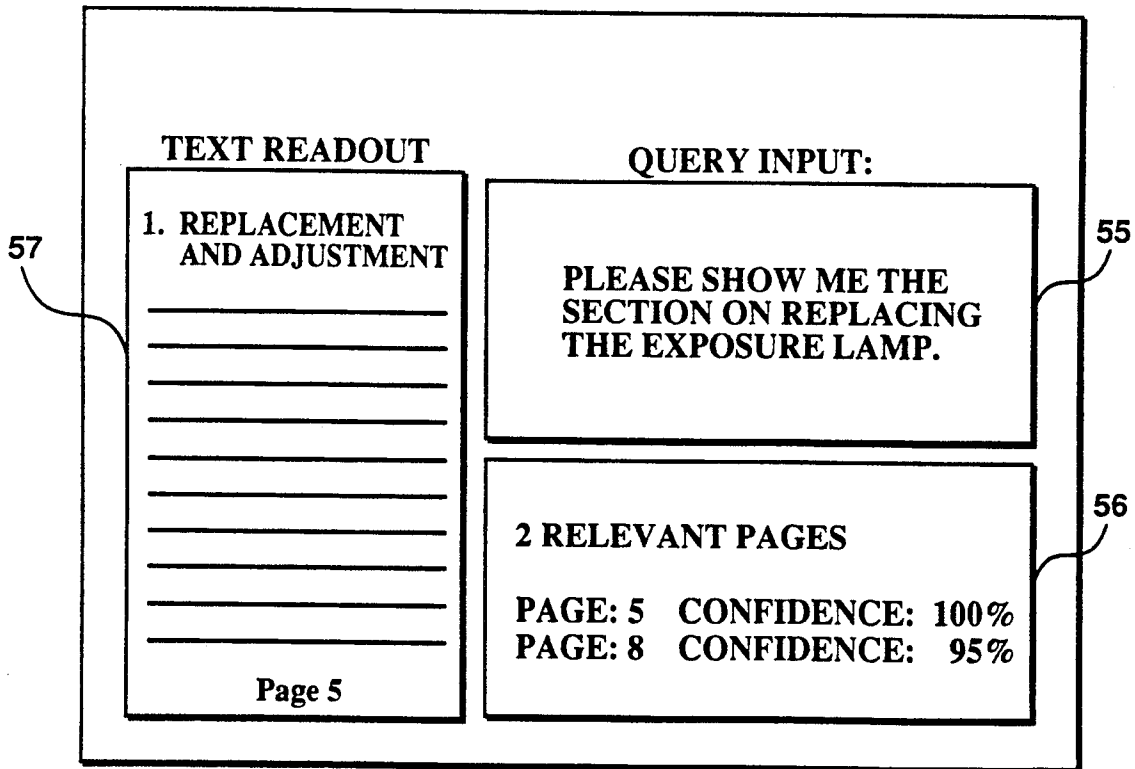 TEXT READOUT
1. REPLACEMENT
AND ADJUSTMENT
Page 5
57
QUERY INPUT:
PLEASE SHOW ME THE
SECTION ON REPLACING
THE EXPOSURE LAMP.
55
2 RELEVANT PAGES
PAGE: 5 CONFIDENCE: 100%
PAGE: 8 CONFIDENCE: 95%
56